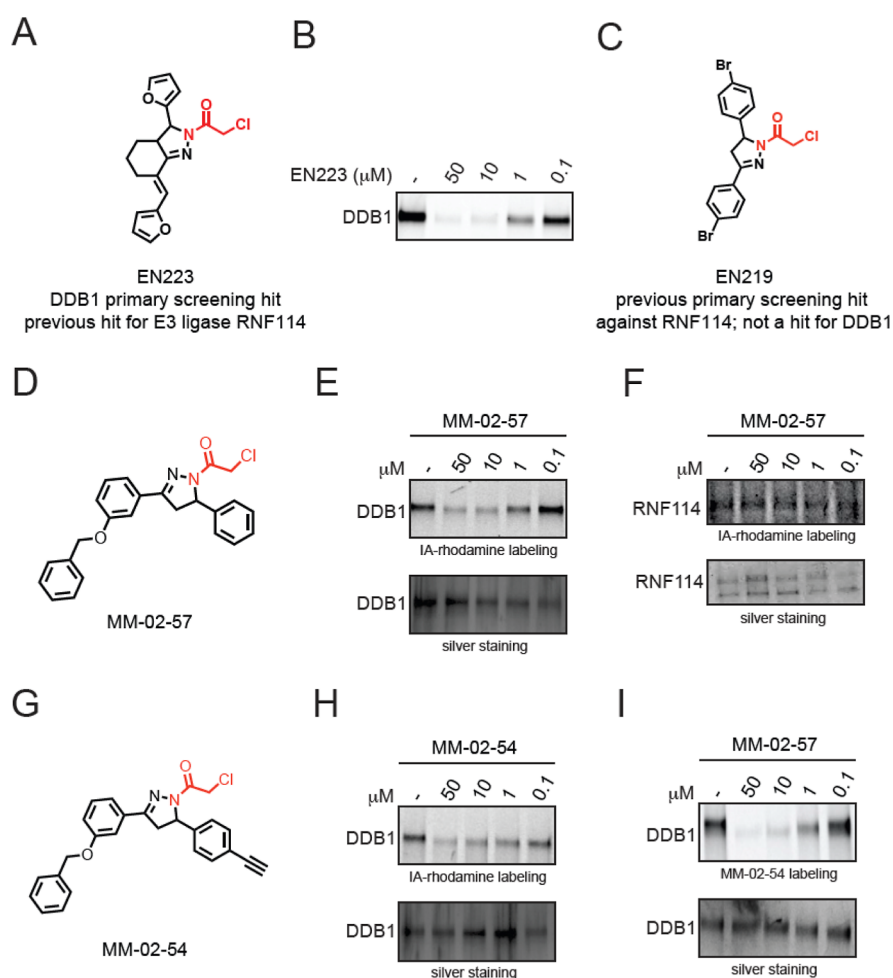 A
B
C
O
O
N
N
Cl
O
EN223 (μM)
-
50
10
1
0.1
DDB1
Br
O
N
N
Cl
Br
EN223
DDB1 primary screening hit
previous hit for E3 ligase RNF114
EN219
previous primary screening hit
against RNF114; not a hit for DDB1
D
E
F
O
Cl
N
N
O
MM-02-57
MM-02-57
μM
-
50
10
1
0.1
DDB1
IA-rhodamine labeling
DDB1
silver staining
MM-02-57
μM
-
50
10
1
0.1
RNF114
IA-rhodamine labeling
RNF114
silver staining
G
H
I
O
Cl
N
N
O
MM-02-54
MM-02-54
μM
-
50
10
1
0.1
DDB1
IA-rhodamine labeling
DDB1
silver staining
MM-02-57
μM
-
50
10
1
0.1
DDB1
MM-02-54 labeling
DDB1
silver staining